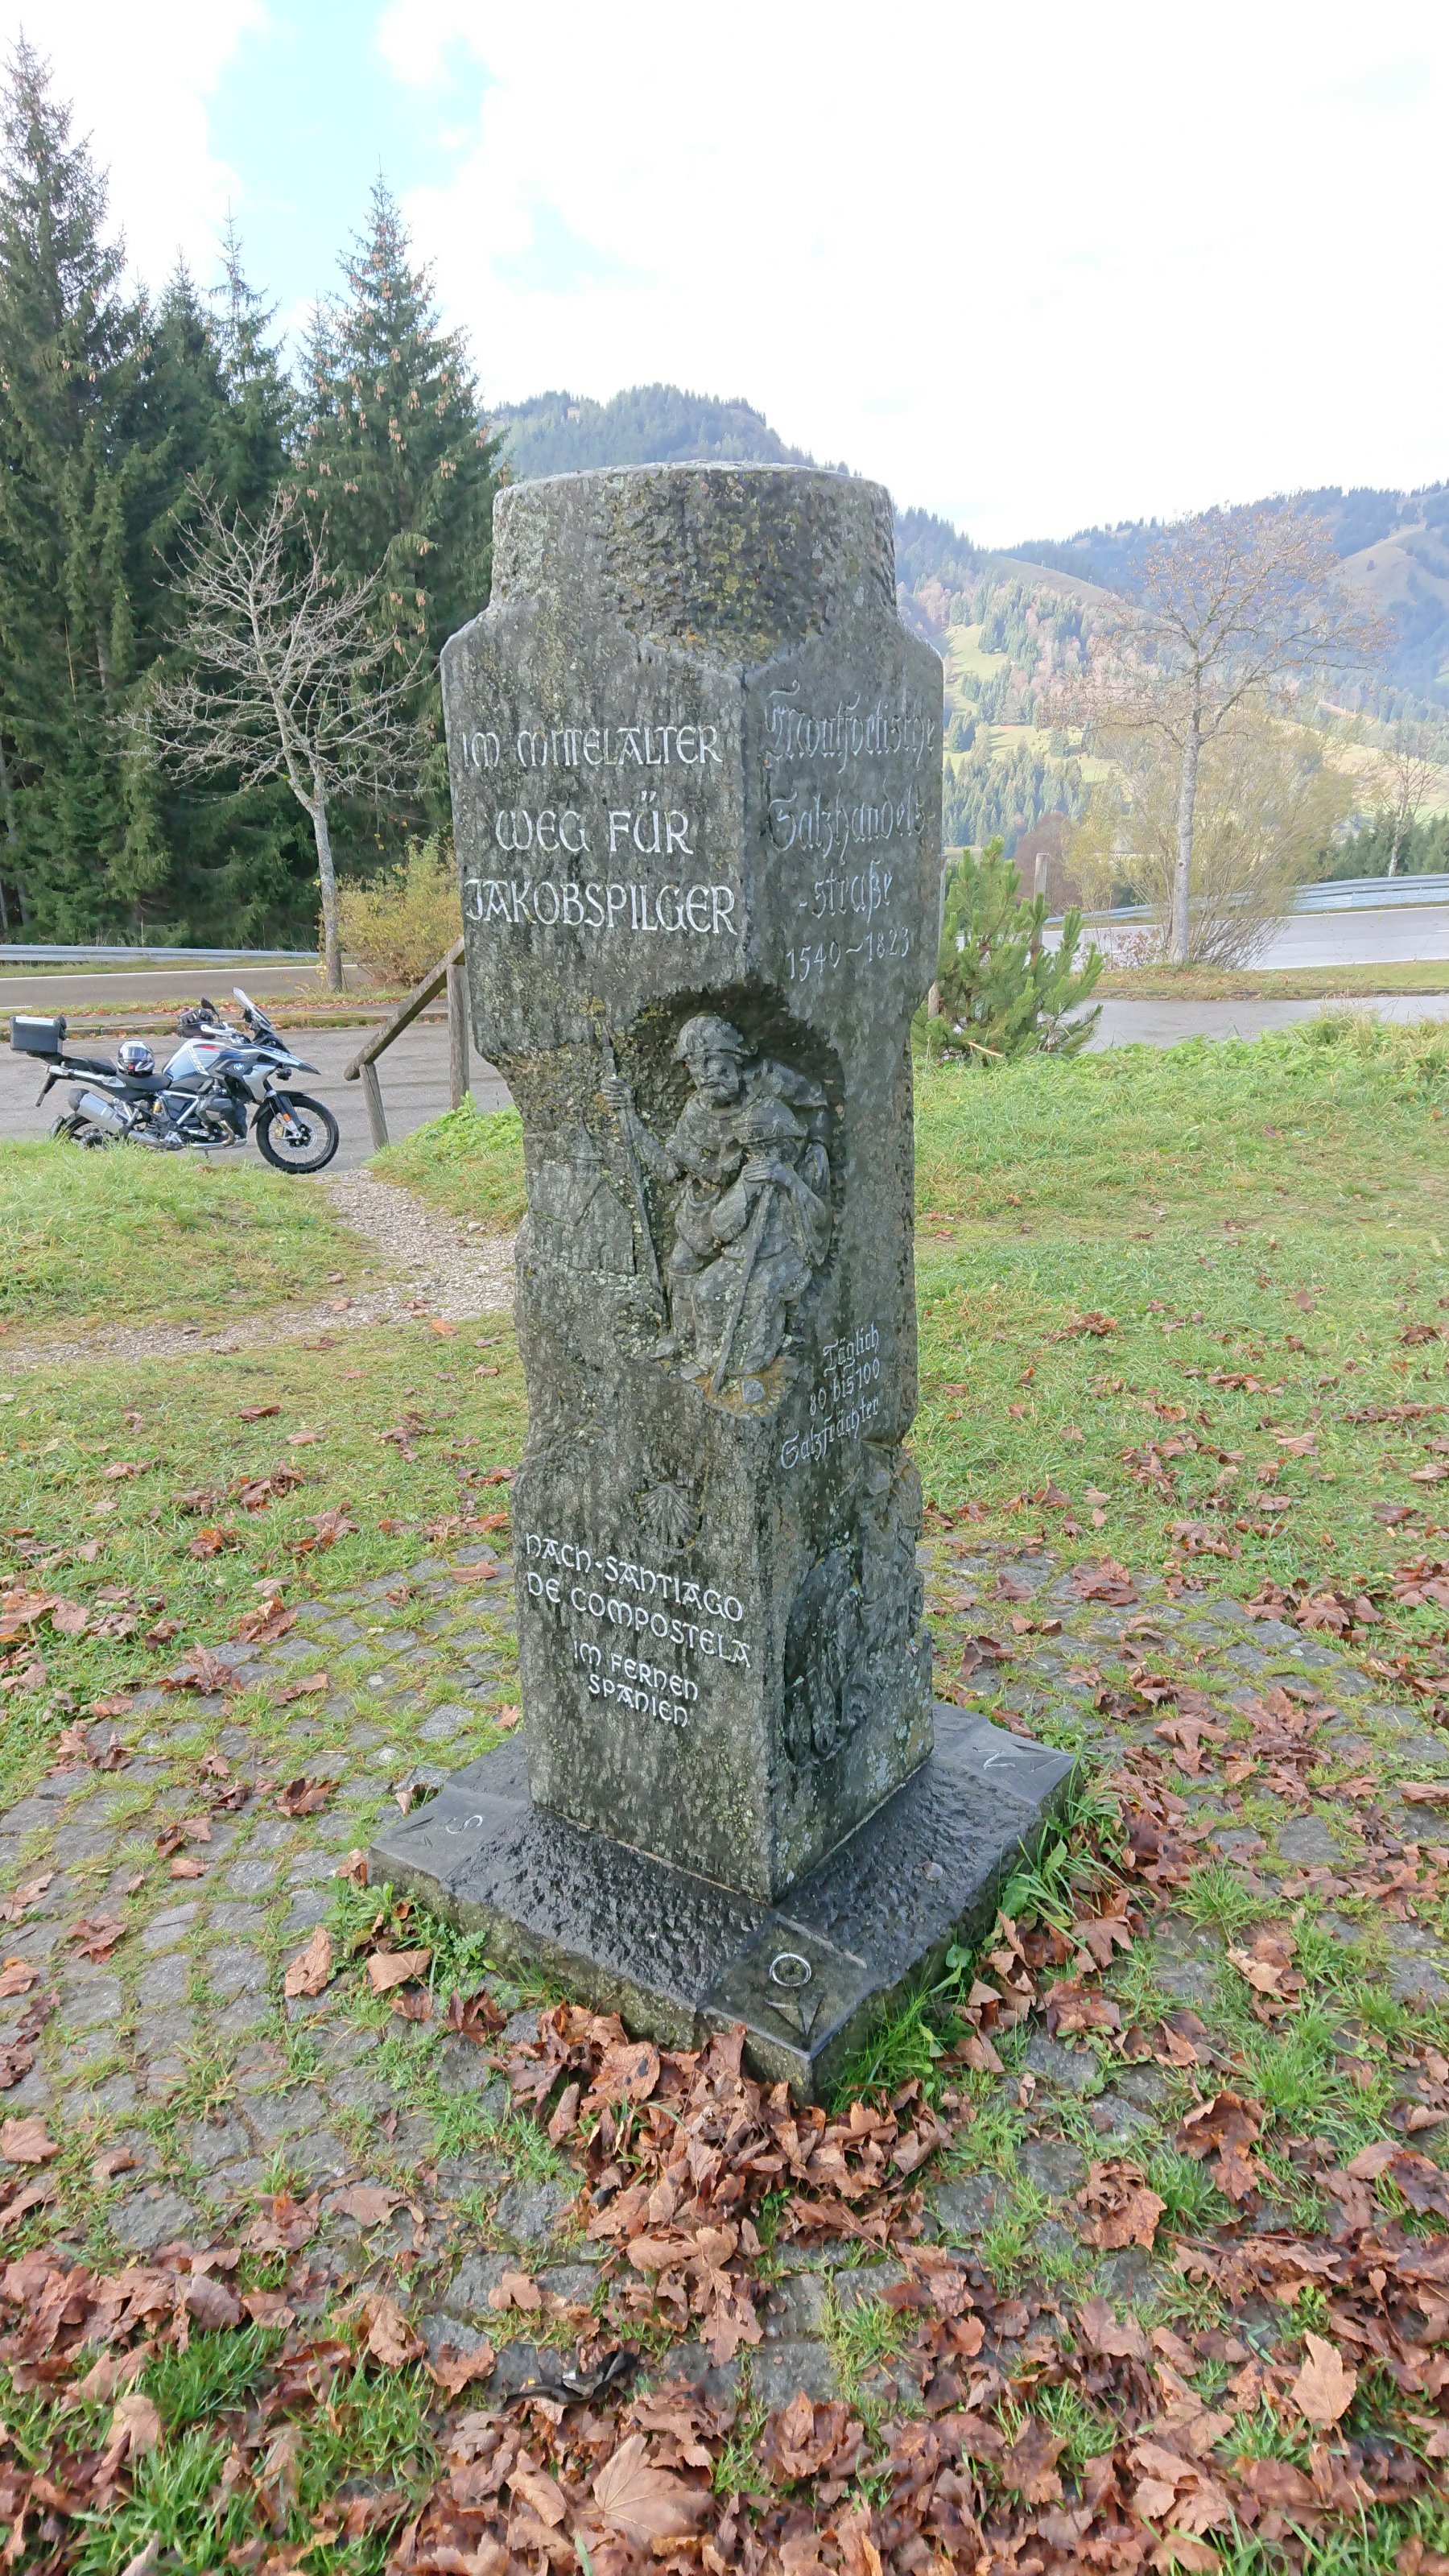 IM MITTELALTER
WEG FÜR
JAKOBSPILGER
NACH-SANTIAGO
DE COMPOSTELA
IM FERNEN
SPANIEN
Montfortische
Salzhandels-
-straße
1540-1823
Täglich
80 bis 100
Salzfrächter
S
O
N